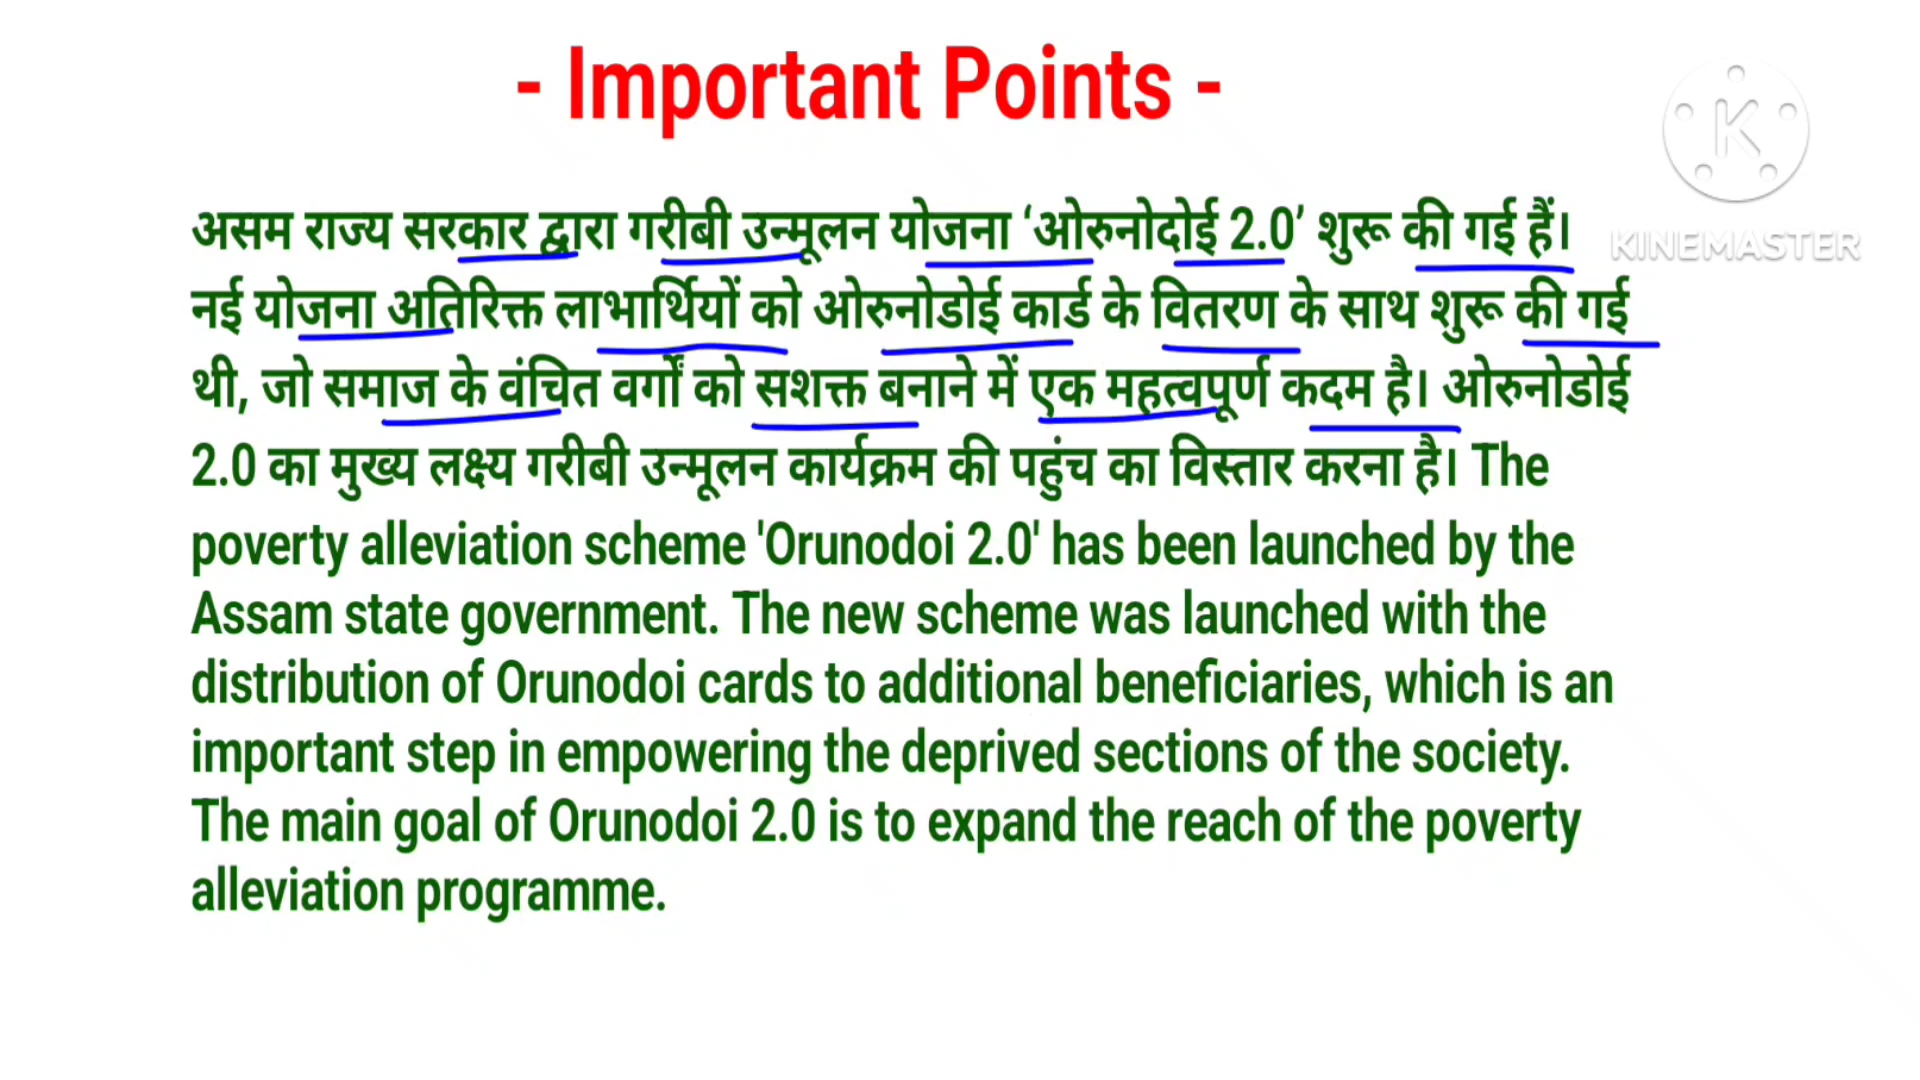 - Important Points -
असम राज्य सरकार द्वारा गरीबी उन्मूलन योजना ‘ओरुनोदोई 2.0’ शुरू की गई हैं।
नई योजना अतिरिक्त लाभार्थियों को ओरुनोडोई कार्ड के वितरण के साथ शुरू की गई
थी, जो समाज के वंचित वर्गों को सशक्त बनाने में एक महत्वपूर्ण कदम है। ओरुनोडोई
2.0 का मुख्य लक्ष्य गरीबी उन्मूलन कार्यक्रम की पहुंच का विस्तार करना है। The
poverty alleviation scheme 'Orunodoi 2.0' has been launched by the
Assam state government. The new scheme was launched with the
distribution of Orunodoi cards to additional beneficiaries, which is an
important step in empowering the deprived sections of the society.
The main goal of Orunodoi 2.0 is to expand the reach of the poverty
alleviation programme.
K
KINEMASTER